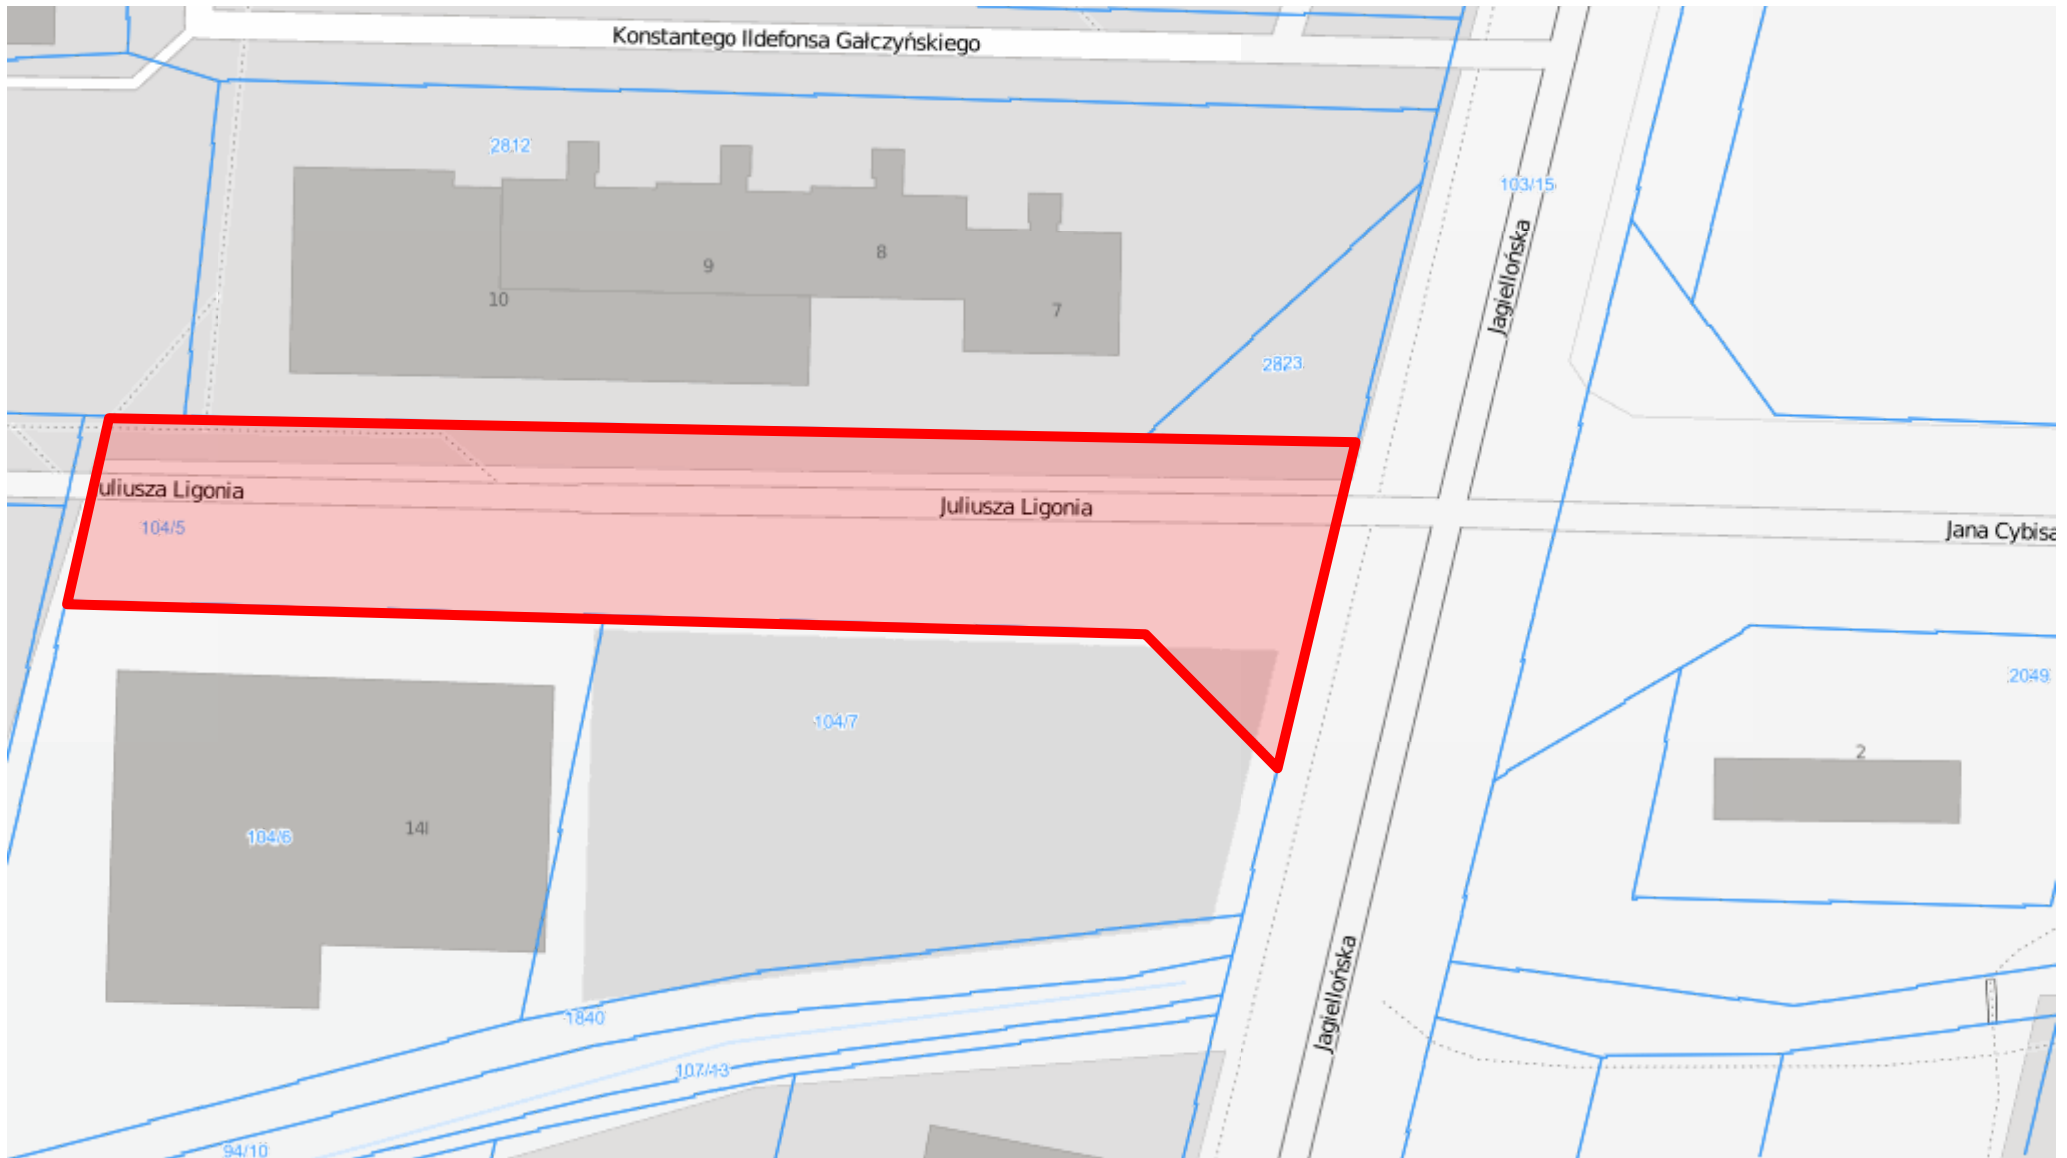 Konstantego Ildefonsa Gałczyńskiego
2812
103/15
Jagiellońska
8
9
10
7
2823
uliusza Ligonia
Juliusza Ligonia
104/5
Jana Cybisa
2049
104/7
2
104/6
14I
Jagiellońska
1840
107/13
94/10